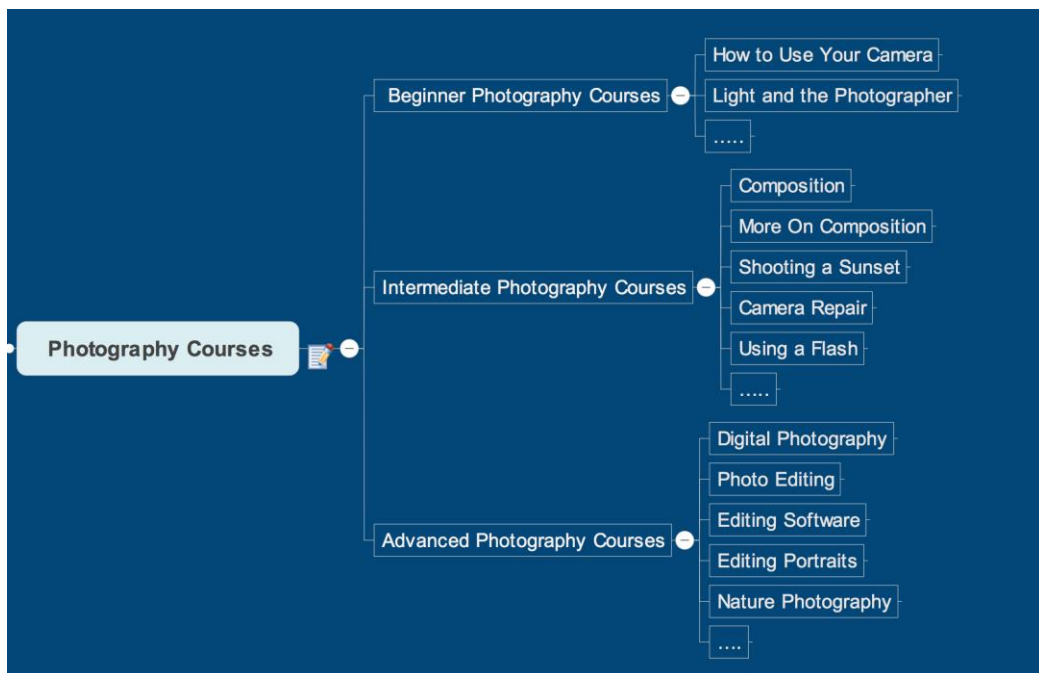 Photography Courses
Beginner Photography Courses
How to Use Your Camera
Light and the Photographer
.....
Intermediate Photography Courses
Composition
More On Composition
Shooting a Sunset
Camera Repair
Using a Flash
.....
Advanced Photography Courses
Digital Photography
Photo Editing
Editing Software
Editing Portraits
Nature Photography
....